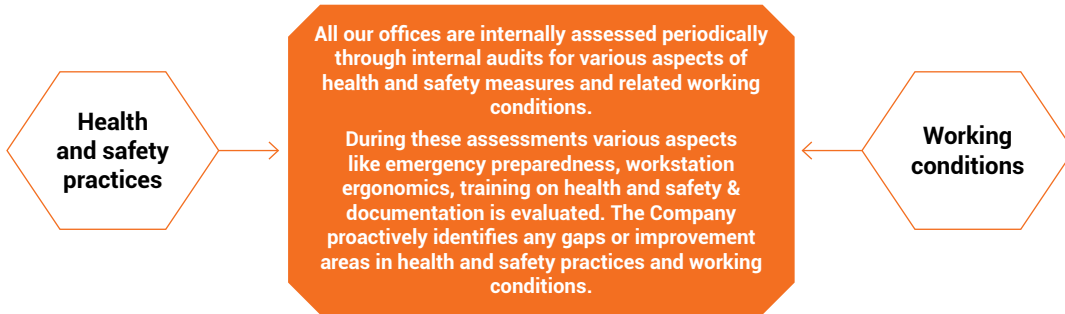 Health
and safety
practices
All our offices are internally assessed periodically
through internal audits for various aspects of
health and safety measures and related working
conditions.
During these assessments various aspects
like emergency preparedness, workstation
ergonomics, training on health and safety &
documentation is evaluated. The Company
proactively identifies any gaps or improvement
areas in health and safety practices and working
conditions.
Working
conditions